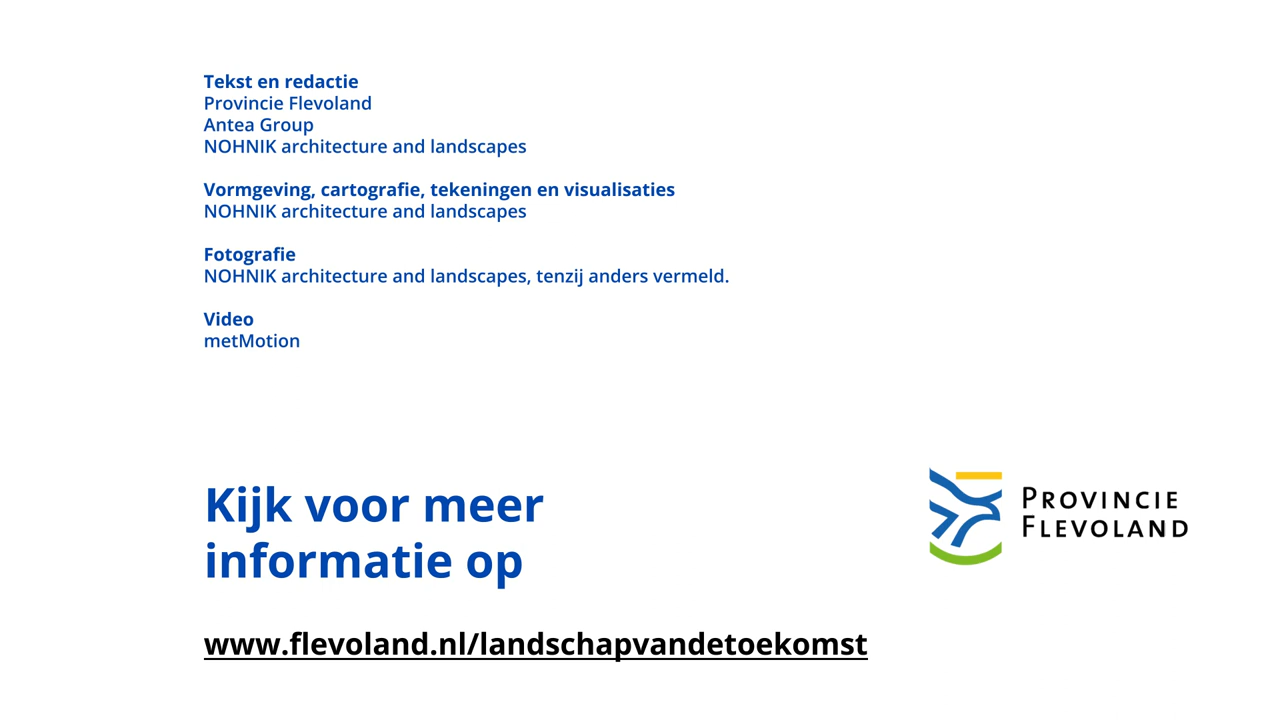 Tekst en redactie
Provincie Flevoland
Antea Group
NOHNIK architecture and landscapes
Vormgeving, cartografie, tekeningen en visualisaties
NOHNIK architecture and landscapes
Fotografie
NOHNIK architecture and landscapes, tenzij anders vermeld.
Video
metMotion
Kijk voor meer
informatie op
PROVINCIE
FLEVOLAND
www.flevoland.nl/landschapvandetoekomst